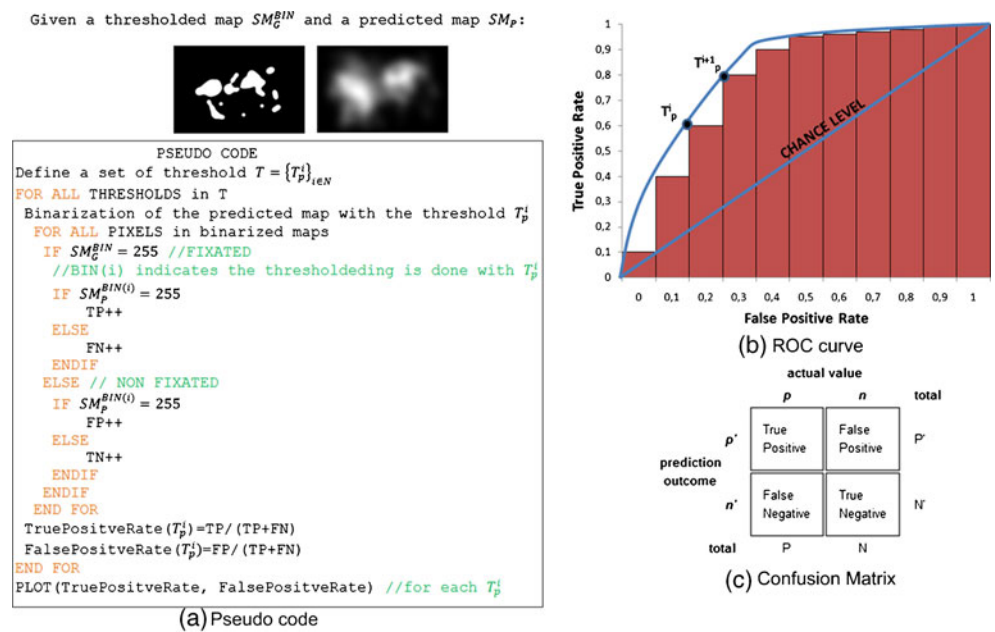 Given a thresholded map SM_G^BIN and a predicted map SM_P:
PSEUDO CODE
Define a set of threshold T = {T_p^i}_i∈N
FOR ALL THRESHOLDS in T
Binarization of the predicted map with the threshold T_p^i
FOR ALL PIXELS in binarized maps
IF SM_G^BIN = 255 //FIXATED
//BIN(i) indicates the thresholdeding is done with T_p^i
IF SM_P^BIN(i) = 255
TP++
ELSE
FN++
ENDIF
ELSE // NON FIXATED
IF SM_P^BIN(i) = 255
FP++
ELSE
TN++
ENDIF
ENDIF
END FOR
TruePositveRate(T_p^i)=TP/(TP+FN)
FalsePositveRate(T_p^i)=FP/(TP+FN)
END FOR
PLOT(TruePositveRate, FalsePositveRate) //for each T_p^i
(a) Pseudo code
True Positive Rate
1
0,9
0,8
0,7
0,6
0,5
0,4
0,3
0,2
0,1
0
T^i+1_p
T^i_p
CHANCE LEVEL
0 0,1 0,2 0,3 0,4 0,5 0,6 0,7 0,8 0,9 1
False Positive Rate
(b) ROC curve
actual value
p n total
p' True Positive False Positive P'
prediction outcome
n' False Negative True Negative N'
total P N
(c) Confusion Matrix